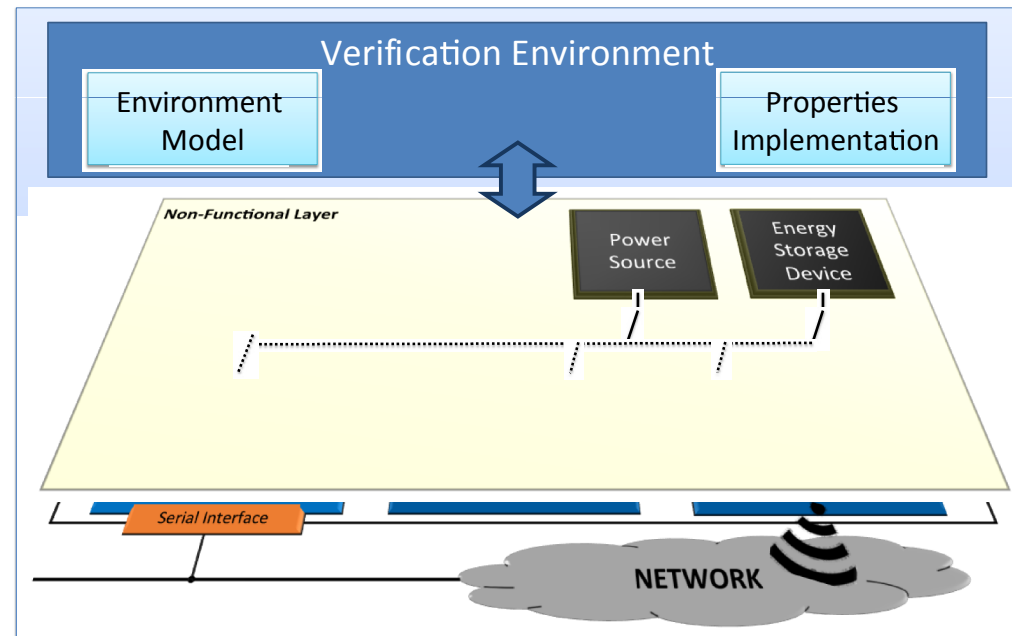 Verification Environment
Environment
Model
Properties
Implementation
Non-Functional Layer
Power
Source
Energy
Storage
Device
Serial Interface
NETWORK